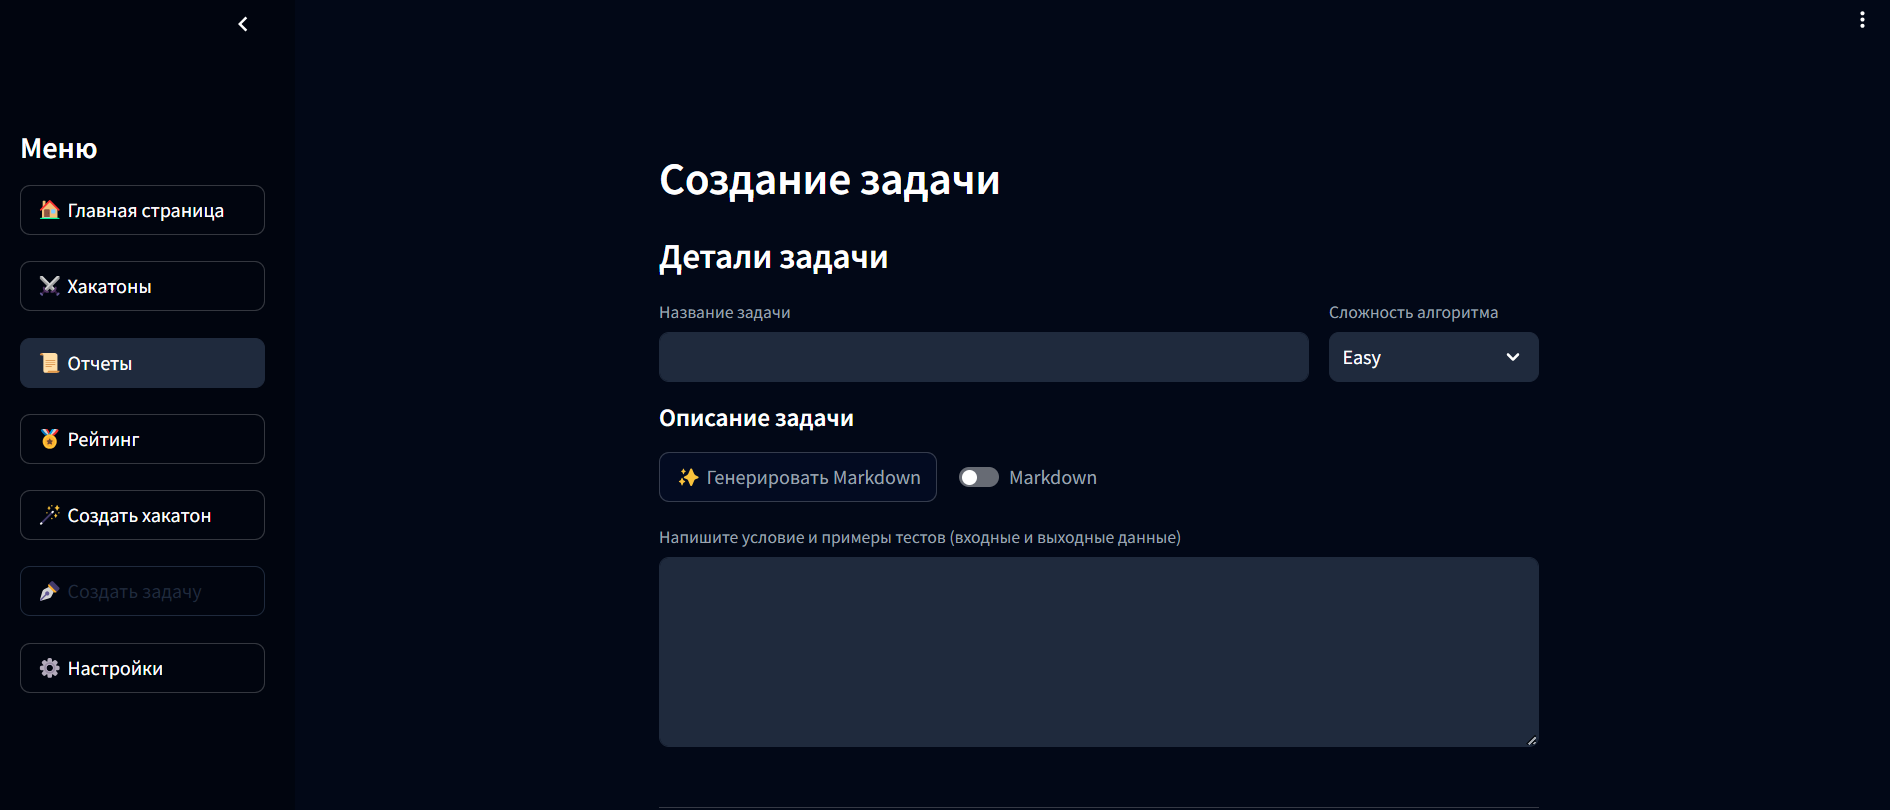 Меню
Главная страница
Хакатоны
Отчеты
Рейтинг
Создать хакатон
Создать задачу
Настройки
Создание задачи
Детали задачи
Название задачи
Сложность алгоритма
Easy
Описание задачи
Генерировать Markdown
Markdown
Напишите условие и примеры тестов (входные и выходные данные)